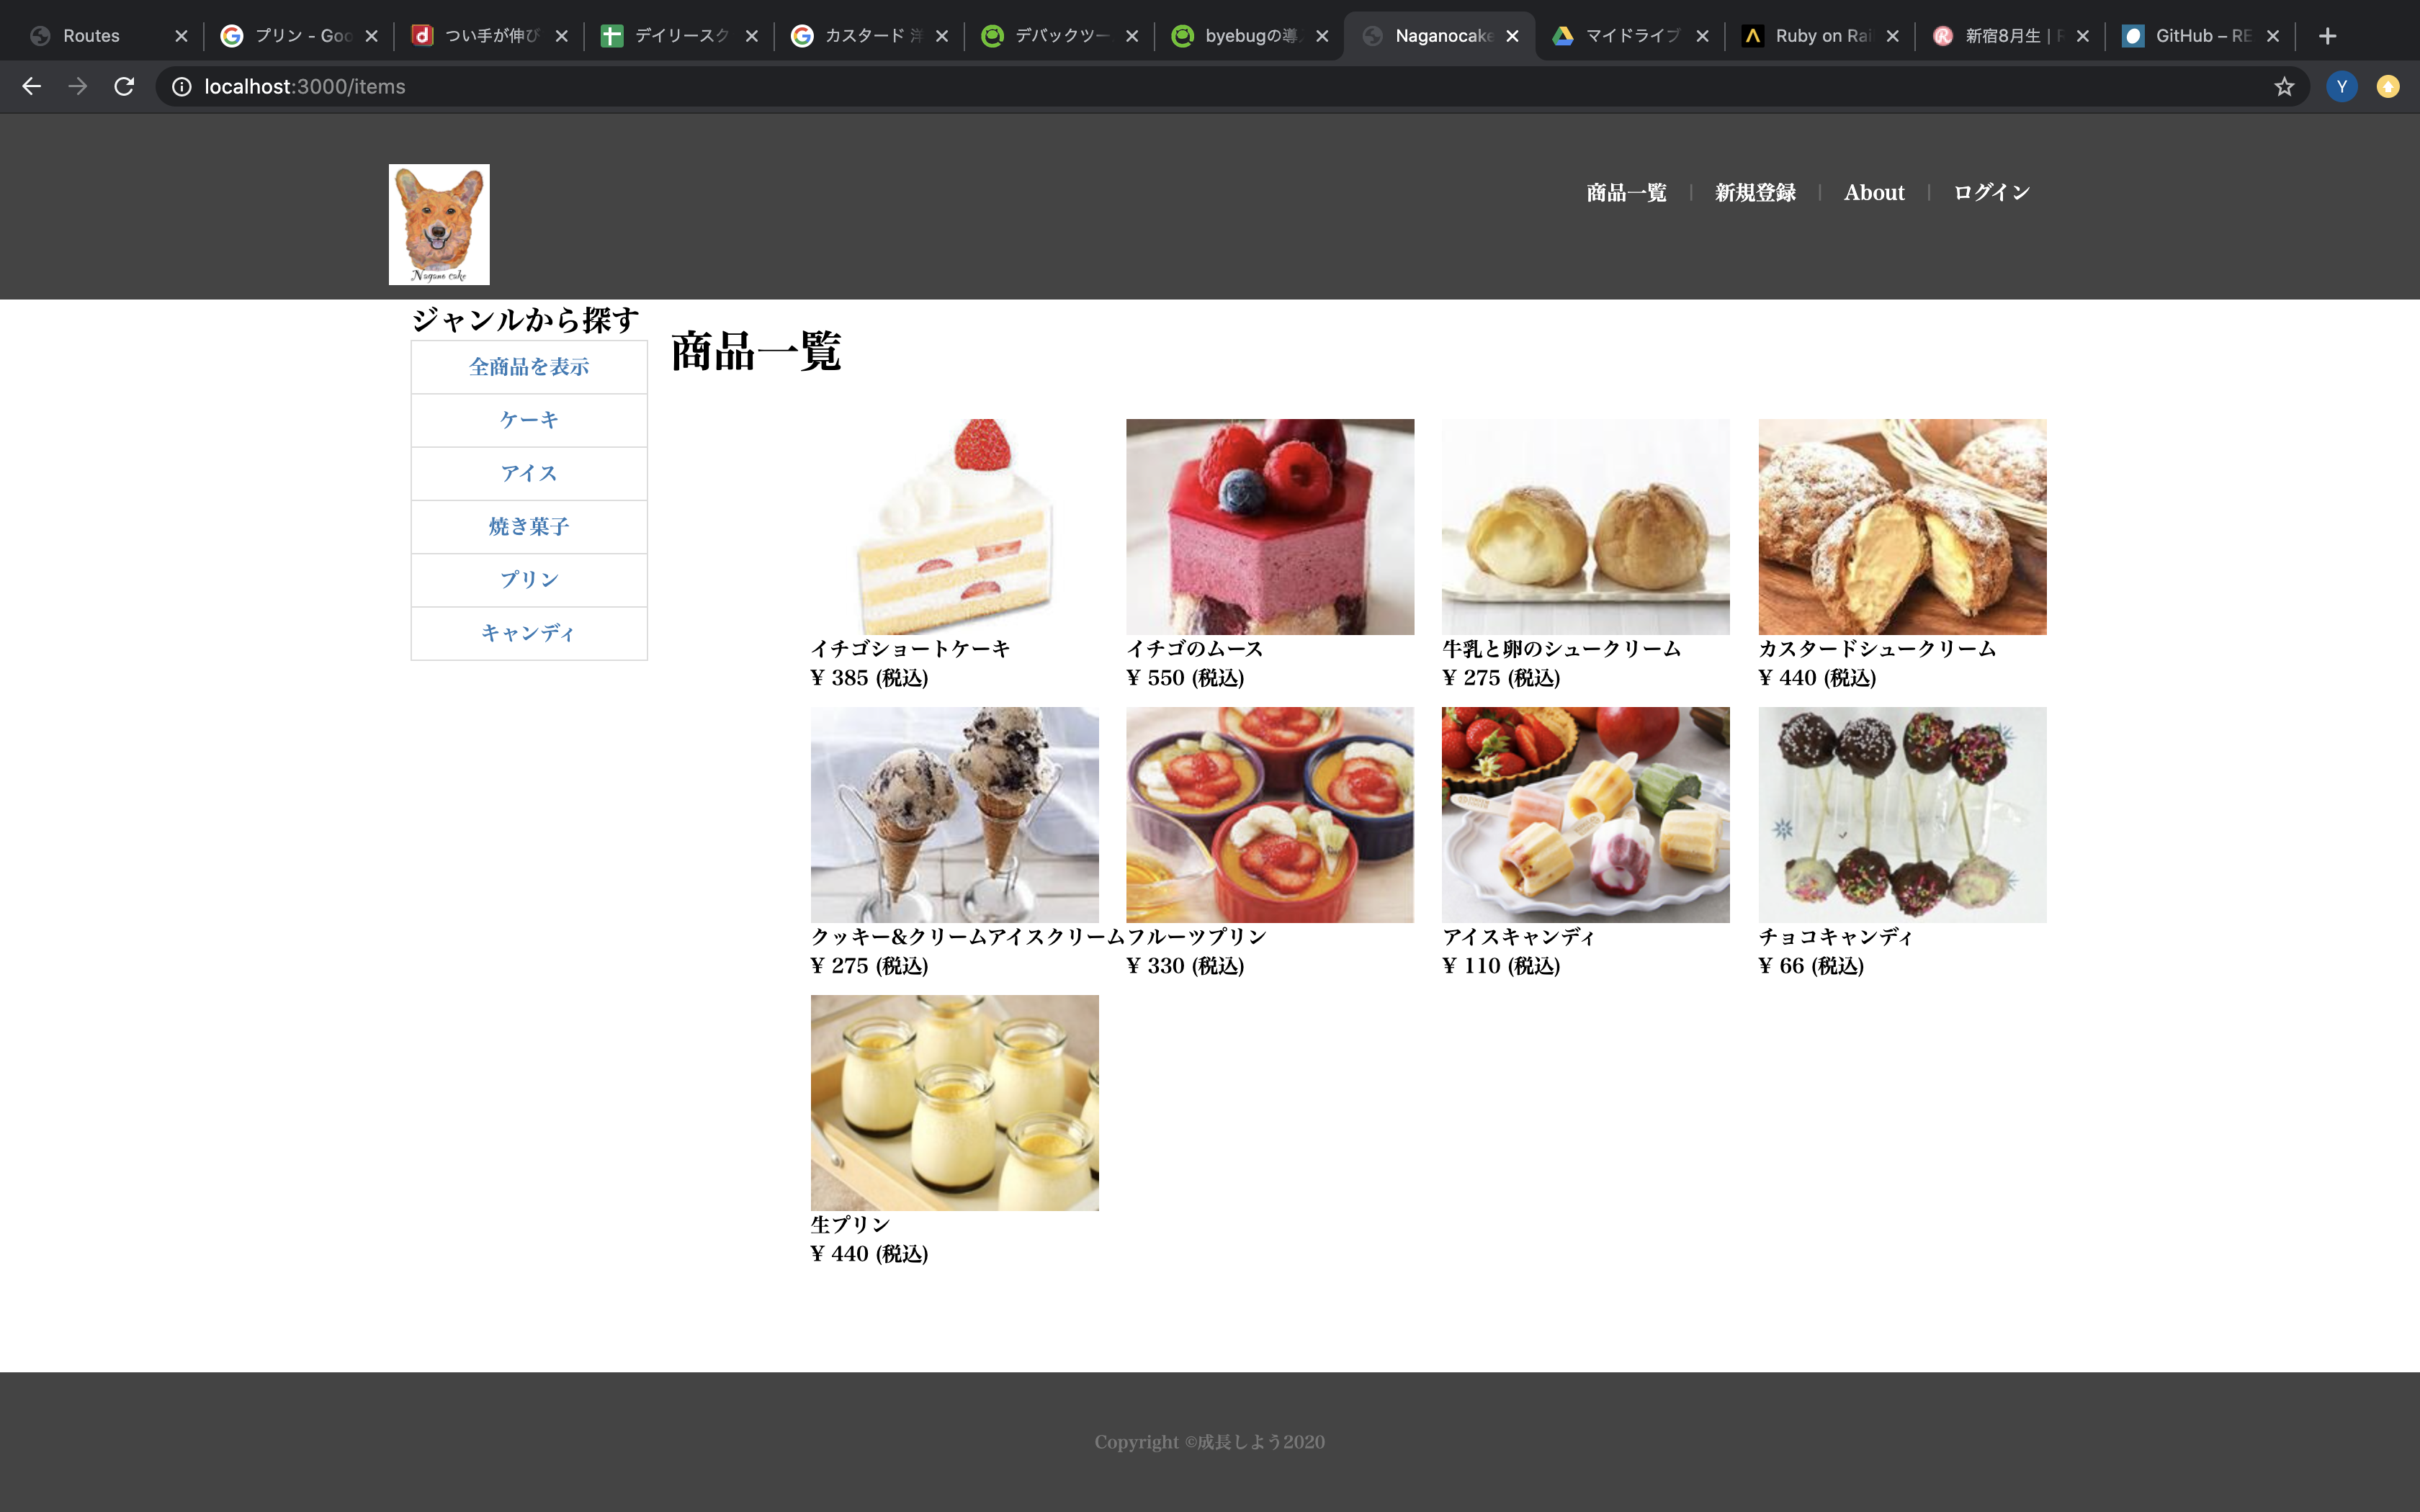 Routes
プリン - Goo
つい手が伸び
デイリースク
カスタード 洋
デバックツー
byebugの導
Naganocake
マイドライブ
Ruby on Rai
新宿8月生 | F
GitHub – RE
localhost:3000/items
Y
Nagano cake
商品一覧 | 新規登録 | About | ログイン
ジャンルから探す
全商品を表示
ケーキ
アイス
焼き菓子
プリン
キャンディ
商品一覧
イチゴショートケーキ
¥ 385 (税込)
イチゴのムース
¥ 550 (税込)
牛乳と卵のシュークリーム
¥ 275 (税込)
カスタードシュークリーム
¥ 440 (税込)
クッキー&クリームアイスクリーム
¥ 275 (税込)
フルーツプリン
¥ 330 (税込)
アイスキャンディ
¥ 110 (税込)
チョコキャンディ
¥ 66 (税込)
生プリン
¥ 440 (税込)
Copyright ©成長しよう2020